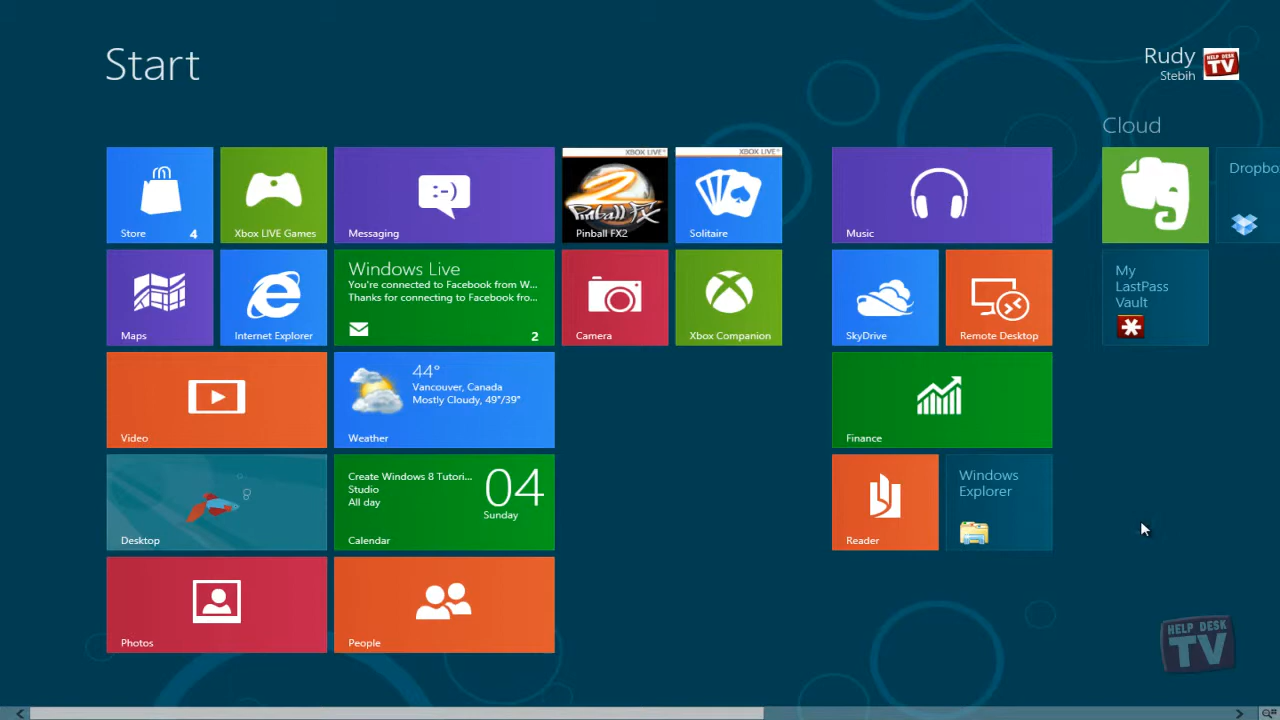 Start
Rudy
Stebih
HELP DESK
TV
Cloud
Store
4
Xbox LIVE Games
:-)
Messaging
XBOX LIVE
2
Pinball FX
Pinball FX2
XBOX LIVE
Solitaire
Music
Dropbo
Maps
Internet Explorer
Windows Live
You're connected to Facebook from W...
Thanks for connecting to Facebook fro...
2
Camera
Xbox Companion
SkyDrive
Remote Desktop
My
LastPass
Vault
Video
44°
Vancouver, Canada
Mostly Cloudy, 49°/39°
Weather
Finance
Desktop
Create Windows 8 Tutori...
Studio
All day
04
Sunday
Calendar
Reader
Windows
Explorer
Photos
People
HELP DESK
TV